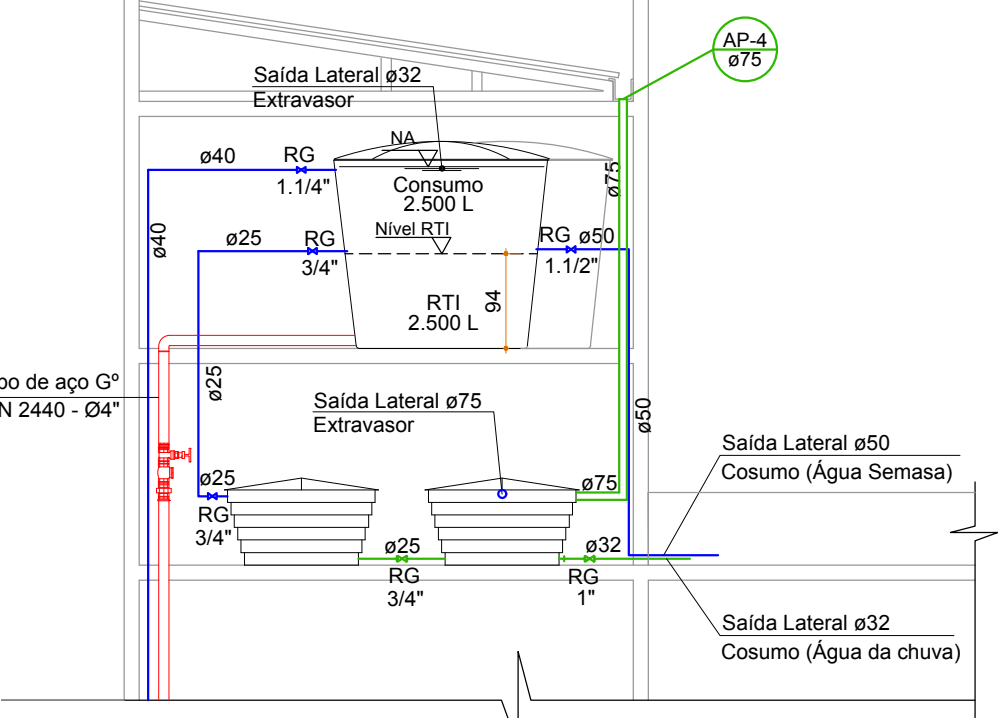 AP-4
ø75
Saída Lateral ø32
Extravasor
NA
ø40
RG
1.1/4"
Consumo
2.500 L
ø75
Nível RTI
ø40
ø25
RG
3/4"
RG ø50
1.1/2"
RTI
2.500 L
94
ø25
bo de aço Gº
N 2440 - Ø4"
Saída Lateral ø75
Extravasor
ø50
Saída Lateral ø50
Cosumo (Água Semasa)
ø25
RG
3/4"
ø75
ø25
RG
3/4"
ø32
RG
1"
Saída Lateral ø32
Cosumo (Água da chuva)